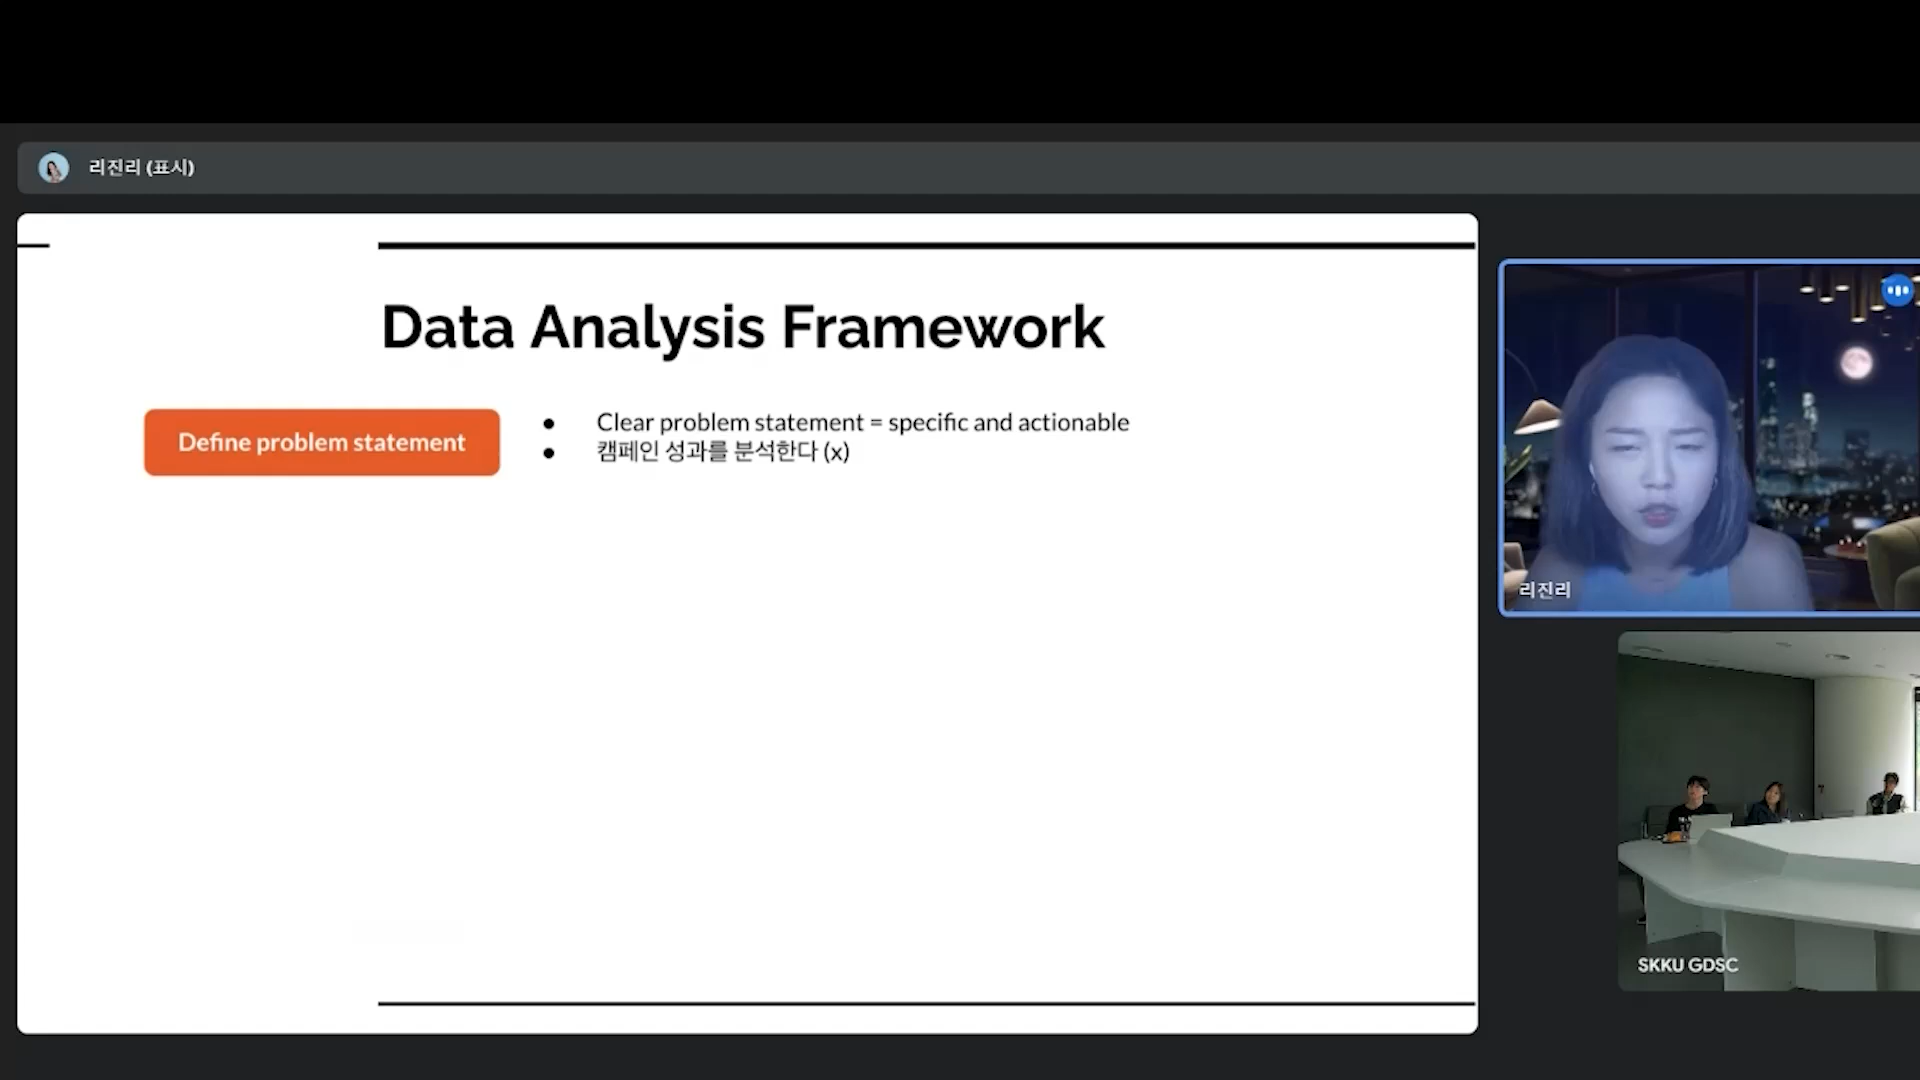 리진리 (표시)
Data Analysis Framework
Define problem statement
Clear problem statement = specific and actionable
캠페인 성과를 분석한다 (x)
리진리
SKKU GDSC